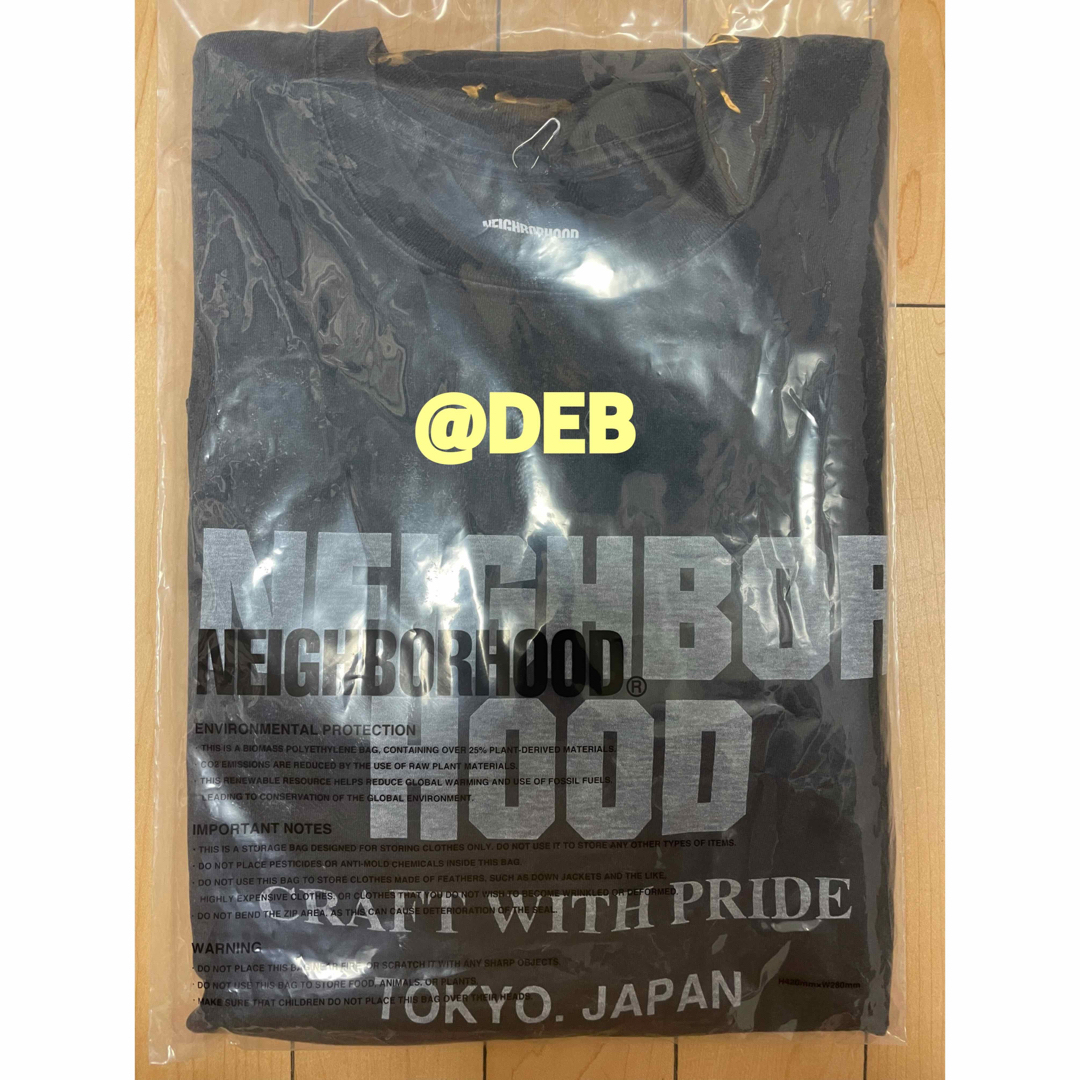 NEIGHBORHOOD
@DEB
NEIGHBOR
NEIGHBORHOOD®
HOOD
ENVIRONMENTAL PROTECTION
· THIS IS A BIOMASS POLYETHYLENE BAG, CONTAINING OVER 25% PLANT-DERIVED MATERIALS.
· CO2 EMISSIONS ARE REDUCED BY THE USE OF RAW PLANT MATERIALS.
· THIS RENEWABLE RESOURCE HELPS REDUCE GLOBAL WARMING AND USE OF FOSSIL FUELS.
LEADING TO CONSERVATION OF THE GLOBAL ENVIRONMENT.
IMPORTANT NOTES
· THIS IS A STORAGE BAG DESIGNED FOR STORING CLOTHES ONLY. DO NOT USE IT TO STORE ANY OTHER TYPES OF ITEMS.
· DO NOT PLACE PESTICIDES OR ANTI-MOLD CHEMICALS INSIDE THIS BAG.
· DO NOT USE THIS BAG TO STORE CLOTHES MADE OF FEATHERS, SUCH AS DOWN JACKETS AND THE LIKE,
HIGHLY EXPENSIVE CLOTHES, OR CLOTHES THAT YOU DO NOT WISH TO BECOME WRINKLED OR DEFORMED.
· DO NOT BEND THE ZIP AREA, AS THIS CAN CAUSE DETERIORATION OF THE SEAL.
CRAFT WITH PRIDE
WARNING
· DO NOT PLACE THIS BAG NEAR FIRE, OR SCRATCH IT WITH ANY SHARP OBJECTS.
· DO NOT USE THIS BAG TO STORE FOOD, ANIMALS, OR PLANTS.
· MAKE SURE THAT CHILDREN DO NOT PLACE THIS BAG OVER THEIR HEADS.
TOKYO. JAPAN